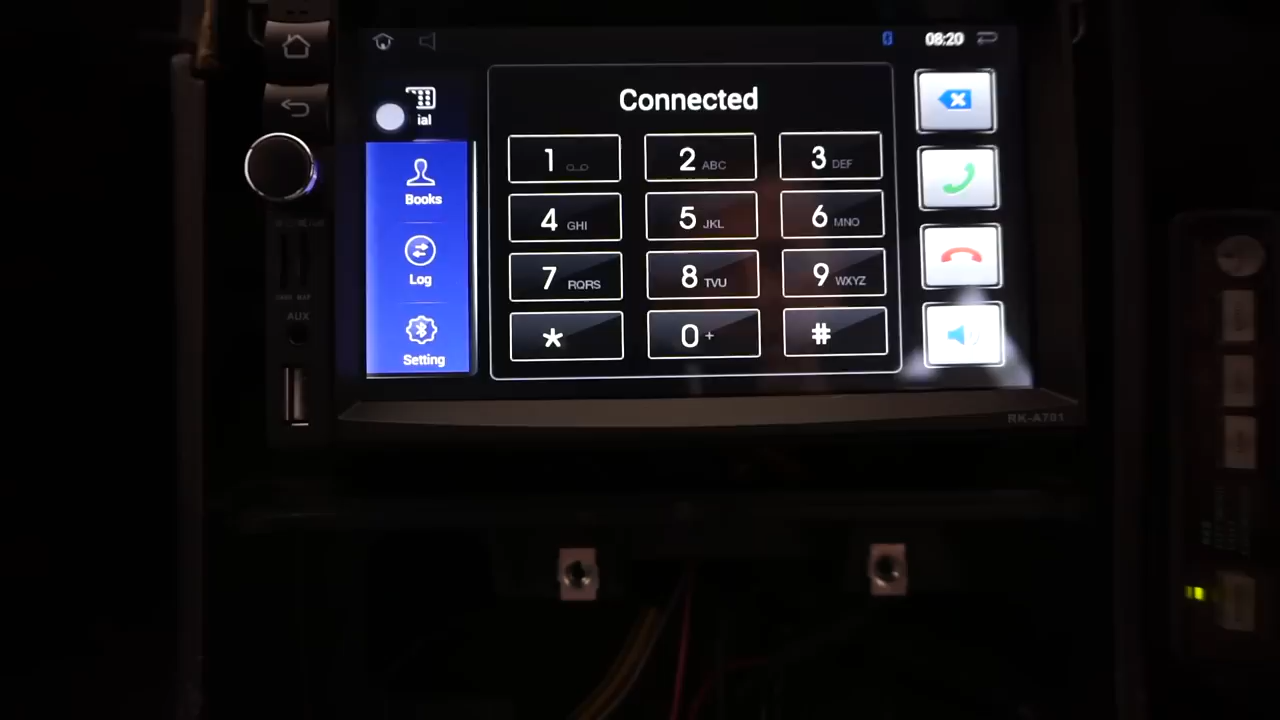 08:20
ial
Books
Log
Setting
Connected
1
2 ABC
3 DEF
4 GHI
5 JKL
6 MNO
7 RQRS
8 TVU
9 WXYZ
*
0 +
#
AUX
RK-A701